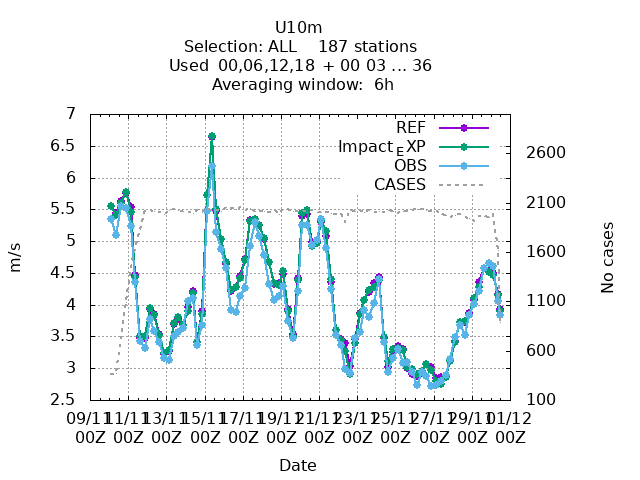 U10m
Selection: ALL 187 stations
Used 00,06,12,18 + 00 03 ... 36
Averaging window: 6h
7
6.5
6
5.5
5
4.5
4
3.5
3
2.5
m/s
REF
Impact_EXP
OBS
CASES
2600
2100
1600
1100
600
100
No cases
09/11 11/11 13/11 15/11 17/11 19/11 21/11 23/11 25/11 27/11 29/11 01/12
00Z 00Z 00Z 00Z 00Z 00Z 00Z 00Z 00Z 00Z 00Z 00Z
Date